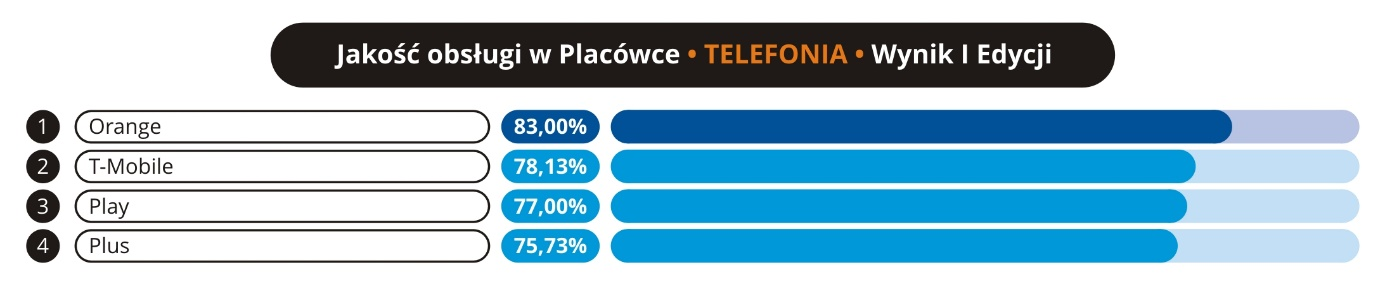 Jakość obsługi w Placówce • TELEFONIA • Wynik I Edycji
1 Orange 83,00%
2 T-Mobile 78,13%
3 Play 77,00%
4 Plus 75,73%